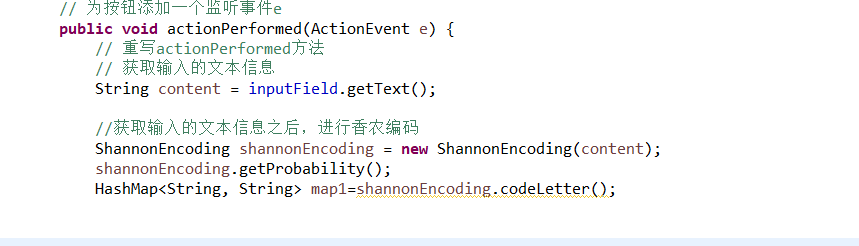 // 为按钮添加一个监听事件e
public void actionPerformed(ActionEvent e) {
// 重写actionPerformed方法
// 获取输入的文本信息
String content = inputField.getText();
//获取输入的文本信息之后，进行香农编码
ShannonEncoding shannonEncoding = new ShannonEncoding(content);
shannonEncoding.getProbability();
HashMap<String, String> map1=shannonEncoding.codeLetter();